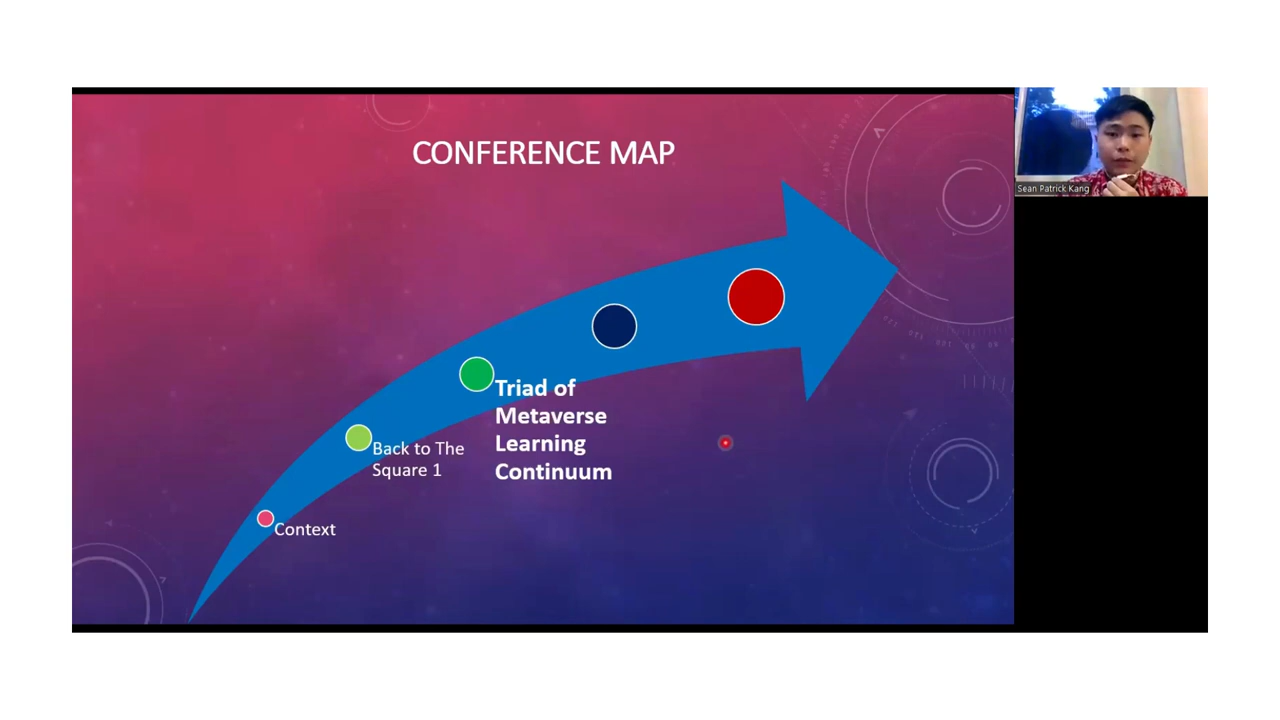 CONFERENCE MAP
Sean Patrick Kang
Triad of
Metaverse
Learning
Continuum
Back to The
Square 1
Context